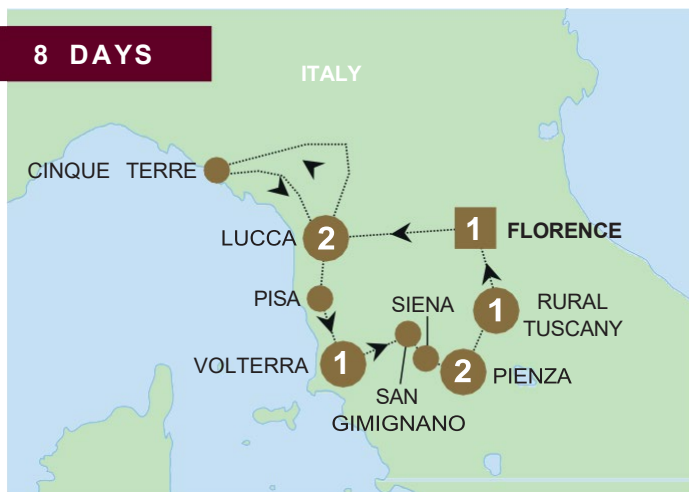 8 DAYS
ITALY
CINQUE TERRE
LUCCA
2
1
FLORENCE
PISA
SIENA
1
RURAL
TUSCANY
VOLTERRA
1
2
PIENZA
SAN
GIMIGNANO